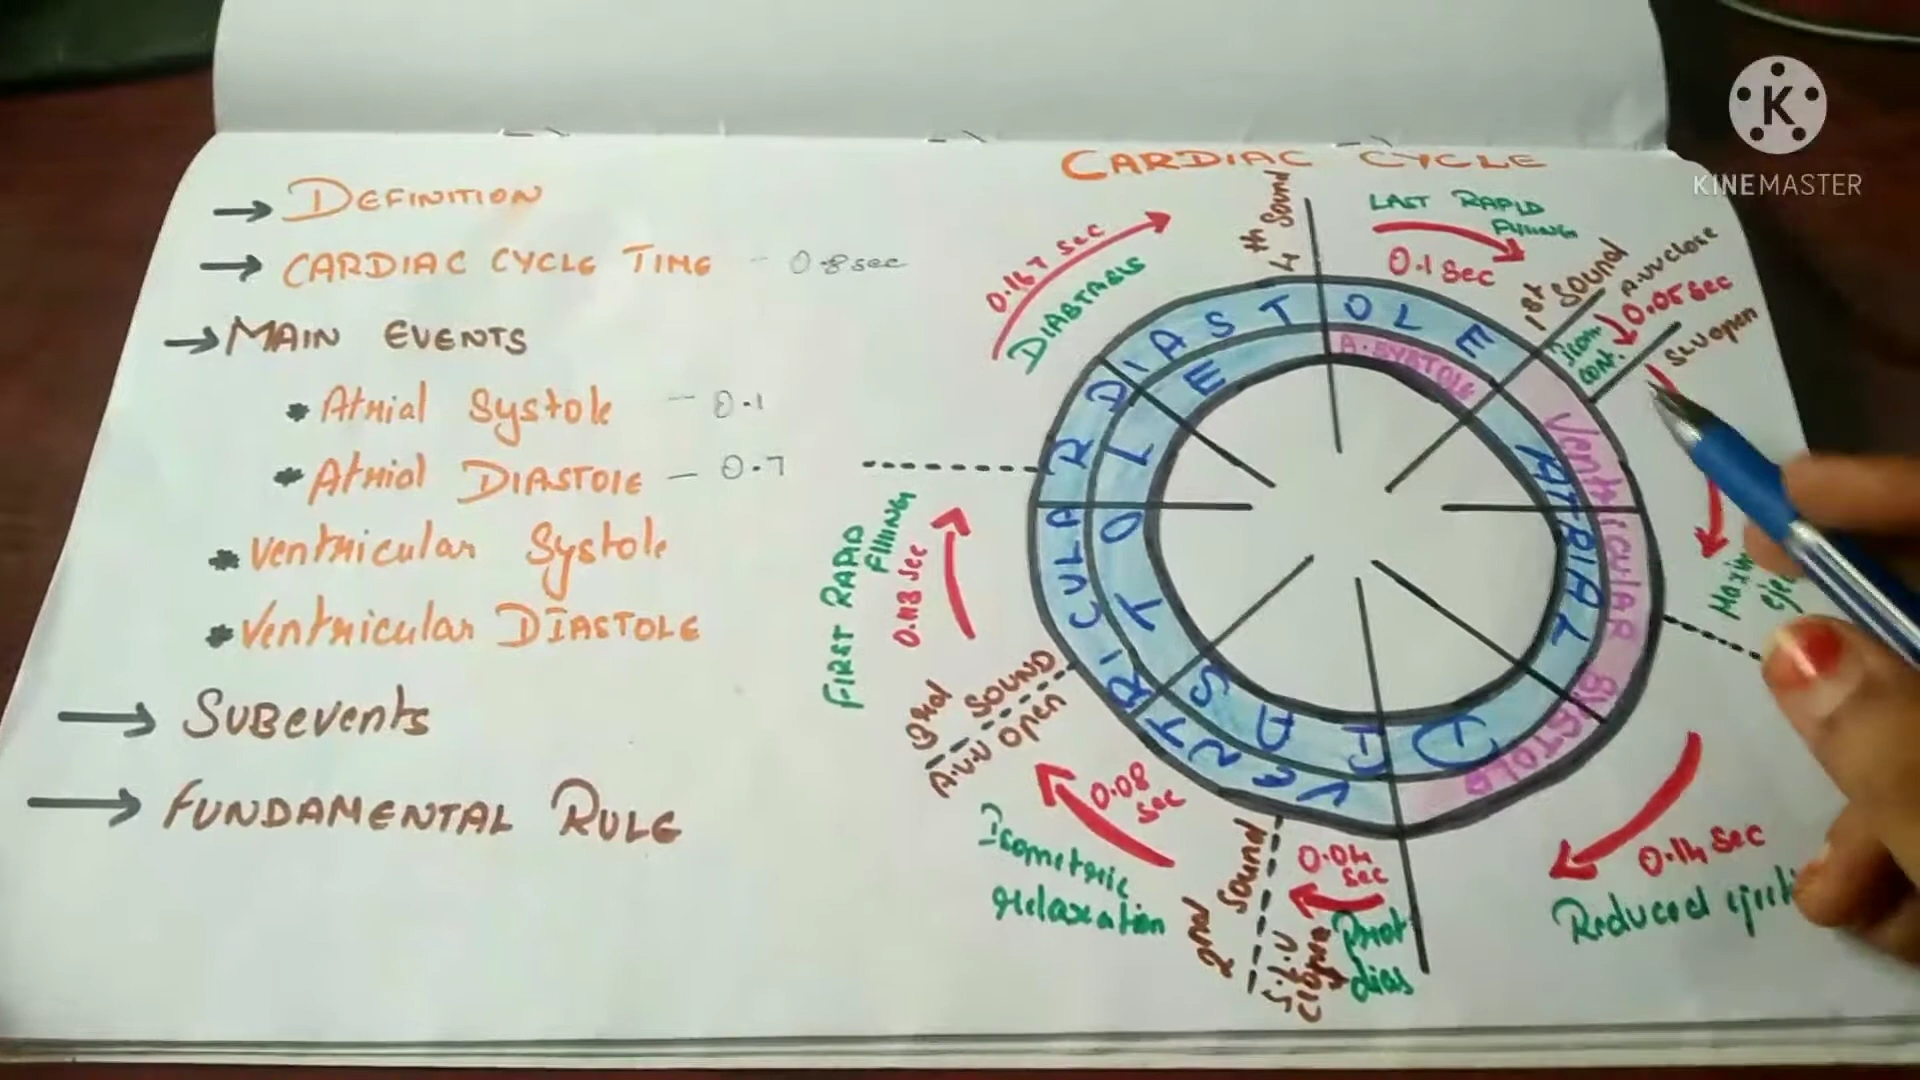 K
KINEMASTER
DEFINITION
CARDIAC CYCLE TIME - 0.8 sec
MAIN EVENTS
Atrial Systole - 0.1
Atrial DIASTOLE - 0.7
Ventricular Systole
Ventricular DIASTOLE
SUBEVENTS
FUNDAMENTAL RULE
CARDIAC CYCLE
4th Sound
LAST RAPID
FILLING
0.1 Sec
1st Sound
A.V.V CLOSE
0.05 Sec
Isom
cont.
SLV open
0.167 Sec
A.SYSTOLE
VENTRICULAR DIASTOLE
ATRIAL DIASTOLE
VENTRICULAR SYSTOLE
FIRST RAPID
FILLING
0.113 Sec
3rd SOUND
A.V.V open
0.08
sec
Isometric
relaxation
2nd Sound
0.04
sec
S.L.V
Prot
dias
0.14 Sec
Reduced